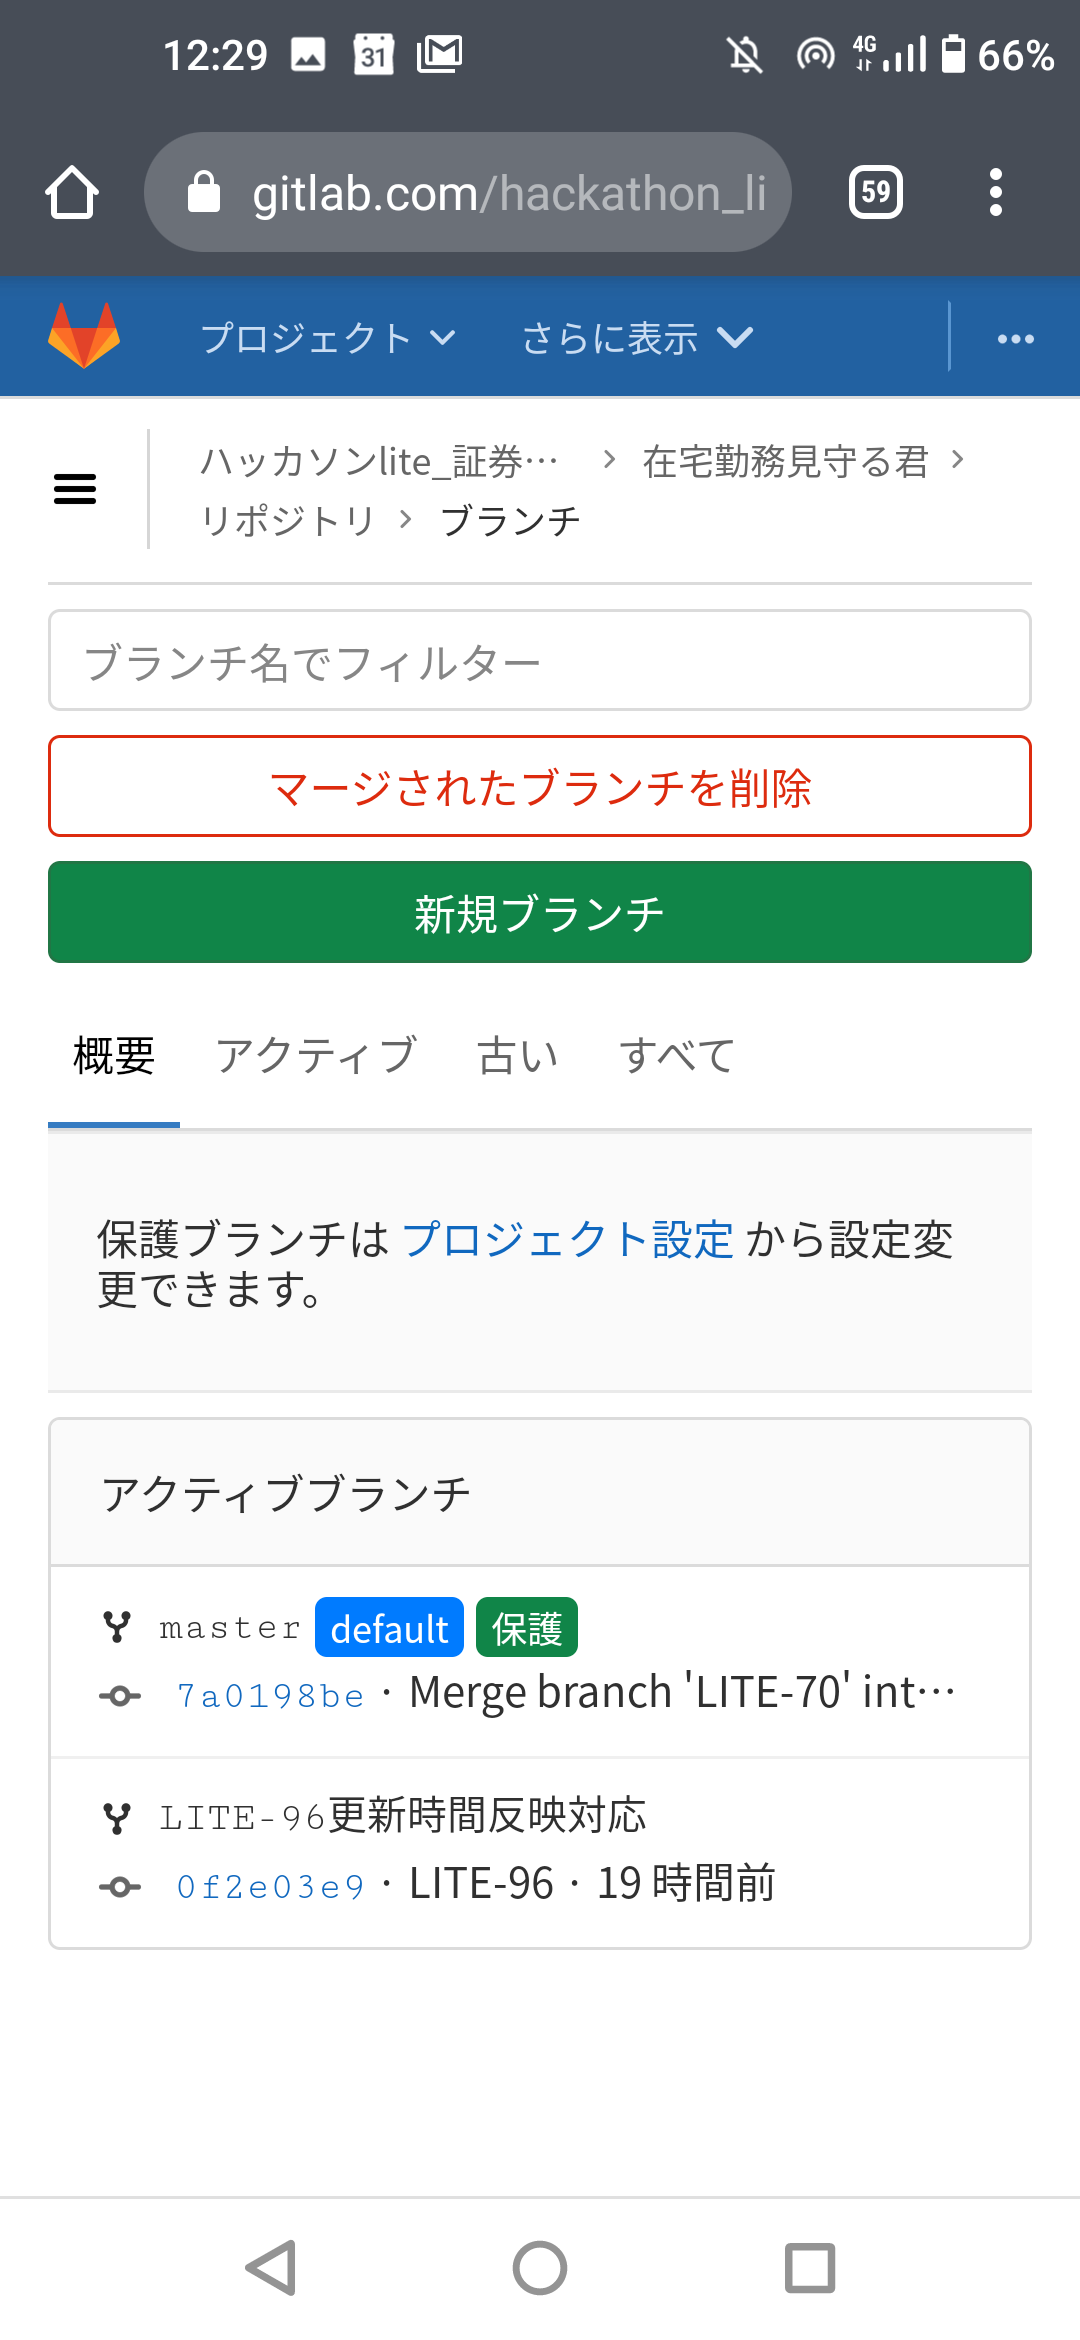 12:29 31 4G 66%
gitlab.com/hackathon_li 59
プロジェクト さらに表示
ハッカソンlite_証券… › 在宅勤務見守る君 ›
リポジトリ › ブランチ
ブランチ名でフィルター
マージされたブランチを削除
新規ブランチ
概要 アクティブ 古い すべて
保護ブランチは プロジェクト設定 から設定変
更できます。
アクティブブランチ
master default 保護
7a0198be · Merge branch 'LITE-70' int…
LITE-96更新時間反映対応
0f2e03e9 · LITE-96 · 19 時間前